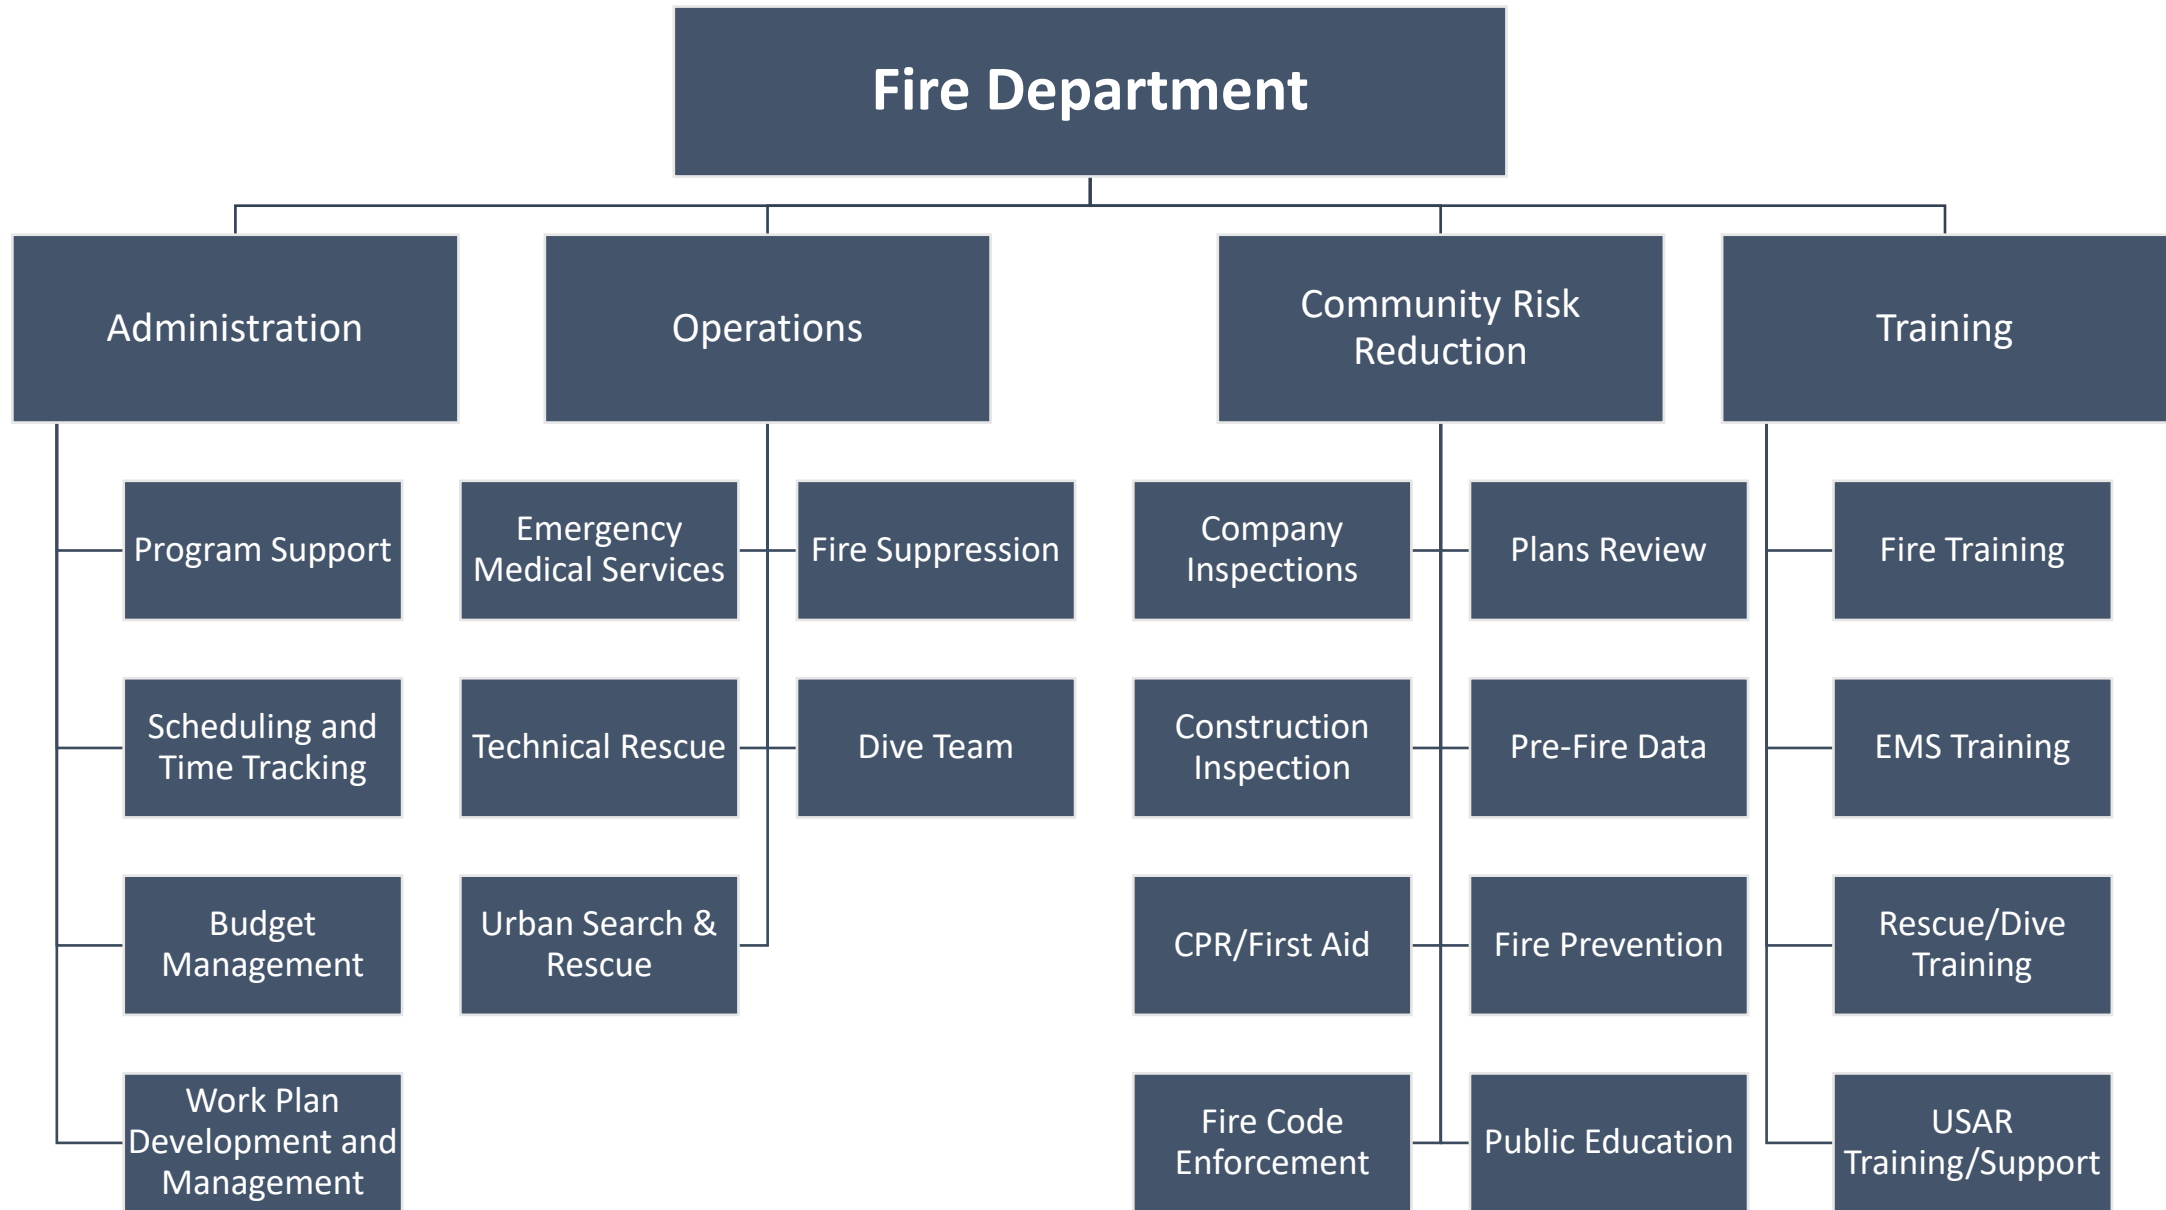 Fire Department
Administration
Operations
Community Risk
Reduction
Training
Program Support
Scheduling and
Time Tracking
Budget
Management
Work Plan
Development and
Management
Emergency
Medical Services
Fire Suppression
Technical Rescue
Dive Team
Urban Search &
Rescue
Company
Inspections
Plans Review
Construction
Inspection
Pre-Fire Data
CPR/First Aid
Fire Prevention
Fire Code
Enforcement
Public Education
Fire Training
EMS Training
Rescue/Dive
Training
USAR
Training/Support